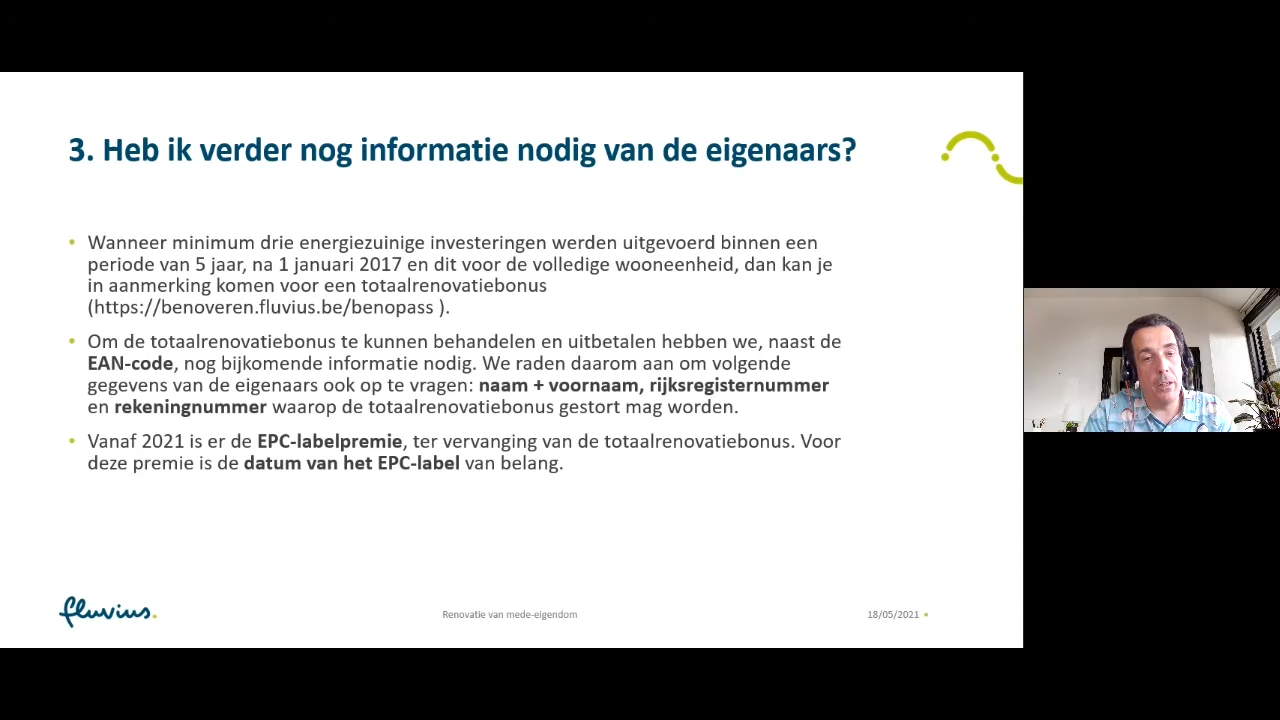 3. Heb ik verder nog informatie nodig van de eigenaars?
• Wanneer minimum drie energiezuinige investeringen werden uitgevoerd binnen een
periode van 5 jaar, na 1 januari 2017 en dit voor de volledige wooneenheid, dan kan je
in aanmerking komen voor een totaalrenovatiebonus
(https://benoveren.fluvius.be/benopass ).
• Om de totaalrenovatiebonus te kunnen behandelen en uitbetalen hebben we, naast de
EAN-code, nog bijkomende informatie nodig. We raden daarom aan om volgende
gegevens van de eigenaars ook op te vragen: naam + voornaam, rijksregisternummer
en rekeningnummer waarop de totaalrenovatiebonus gestort mag worden.
• Vanaf 2021 is er de EPC-labelpremie, ter vervanging van de totaalrenovatiebonus. Voor
deze premie is de datum van het EPC-label van belang.
fluvius.
Renovatie van mede-eigendom
18/05/2021